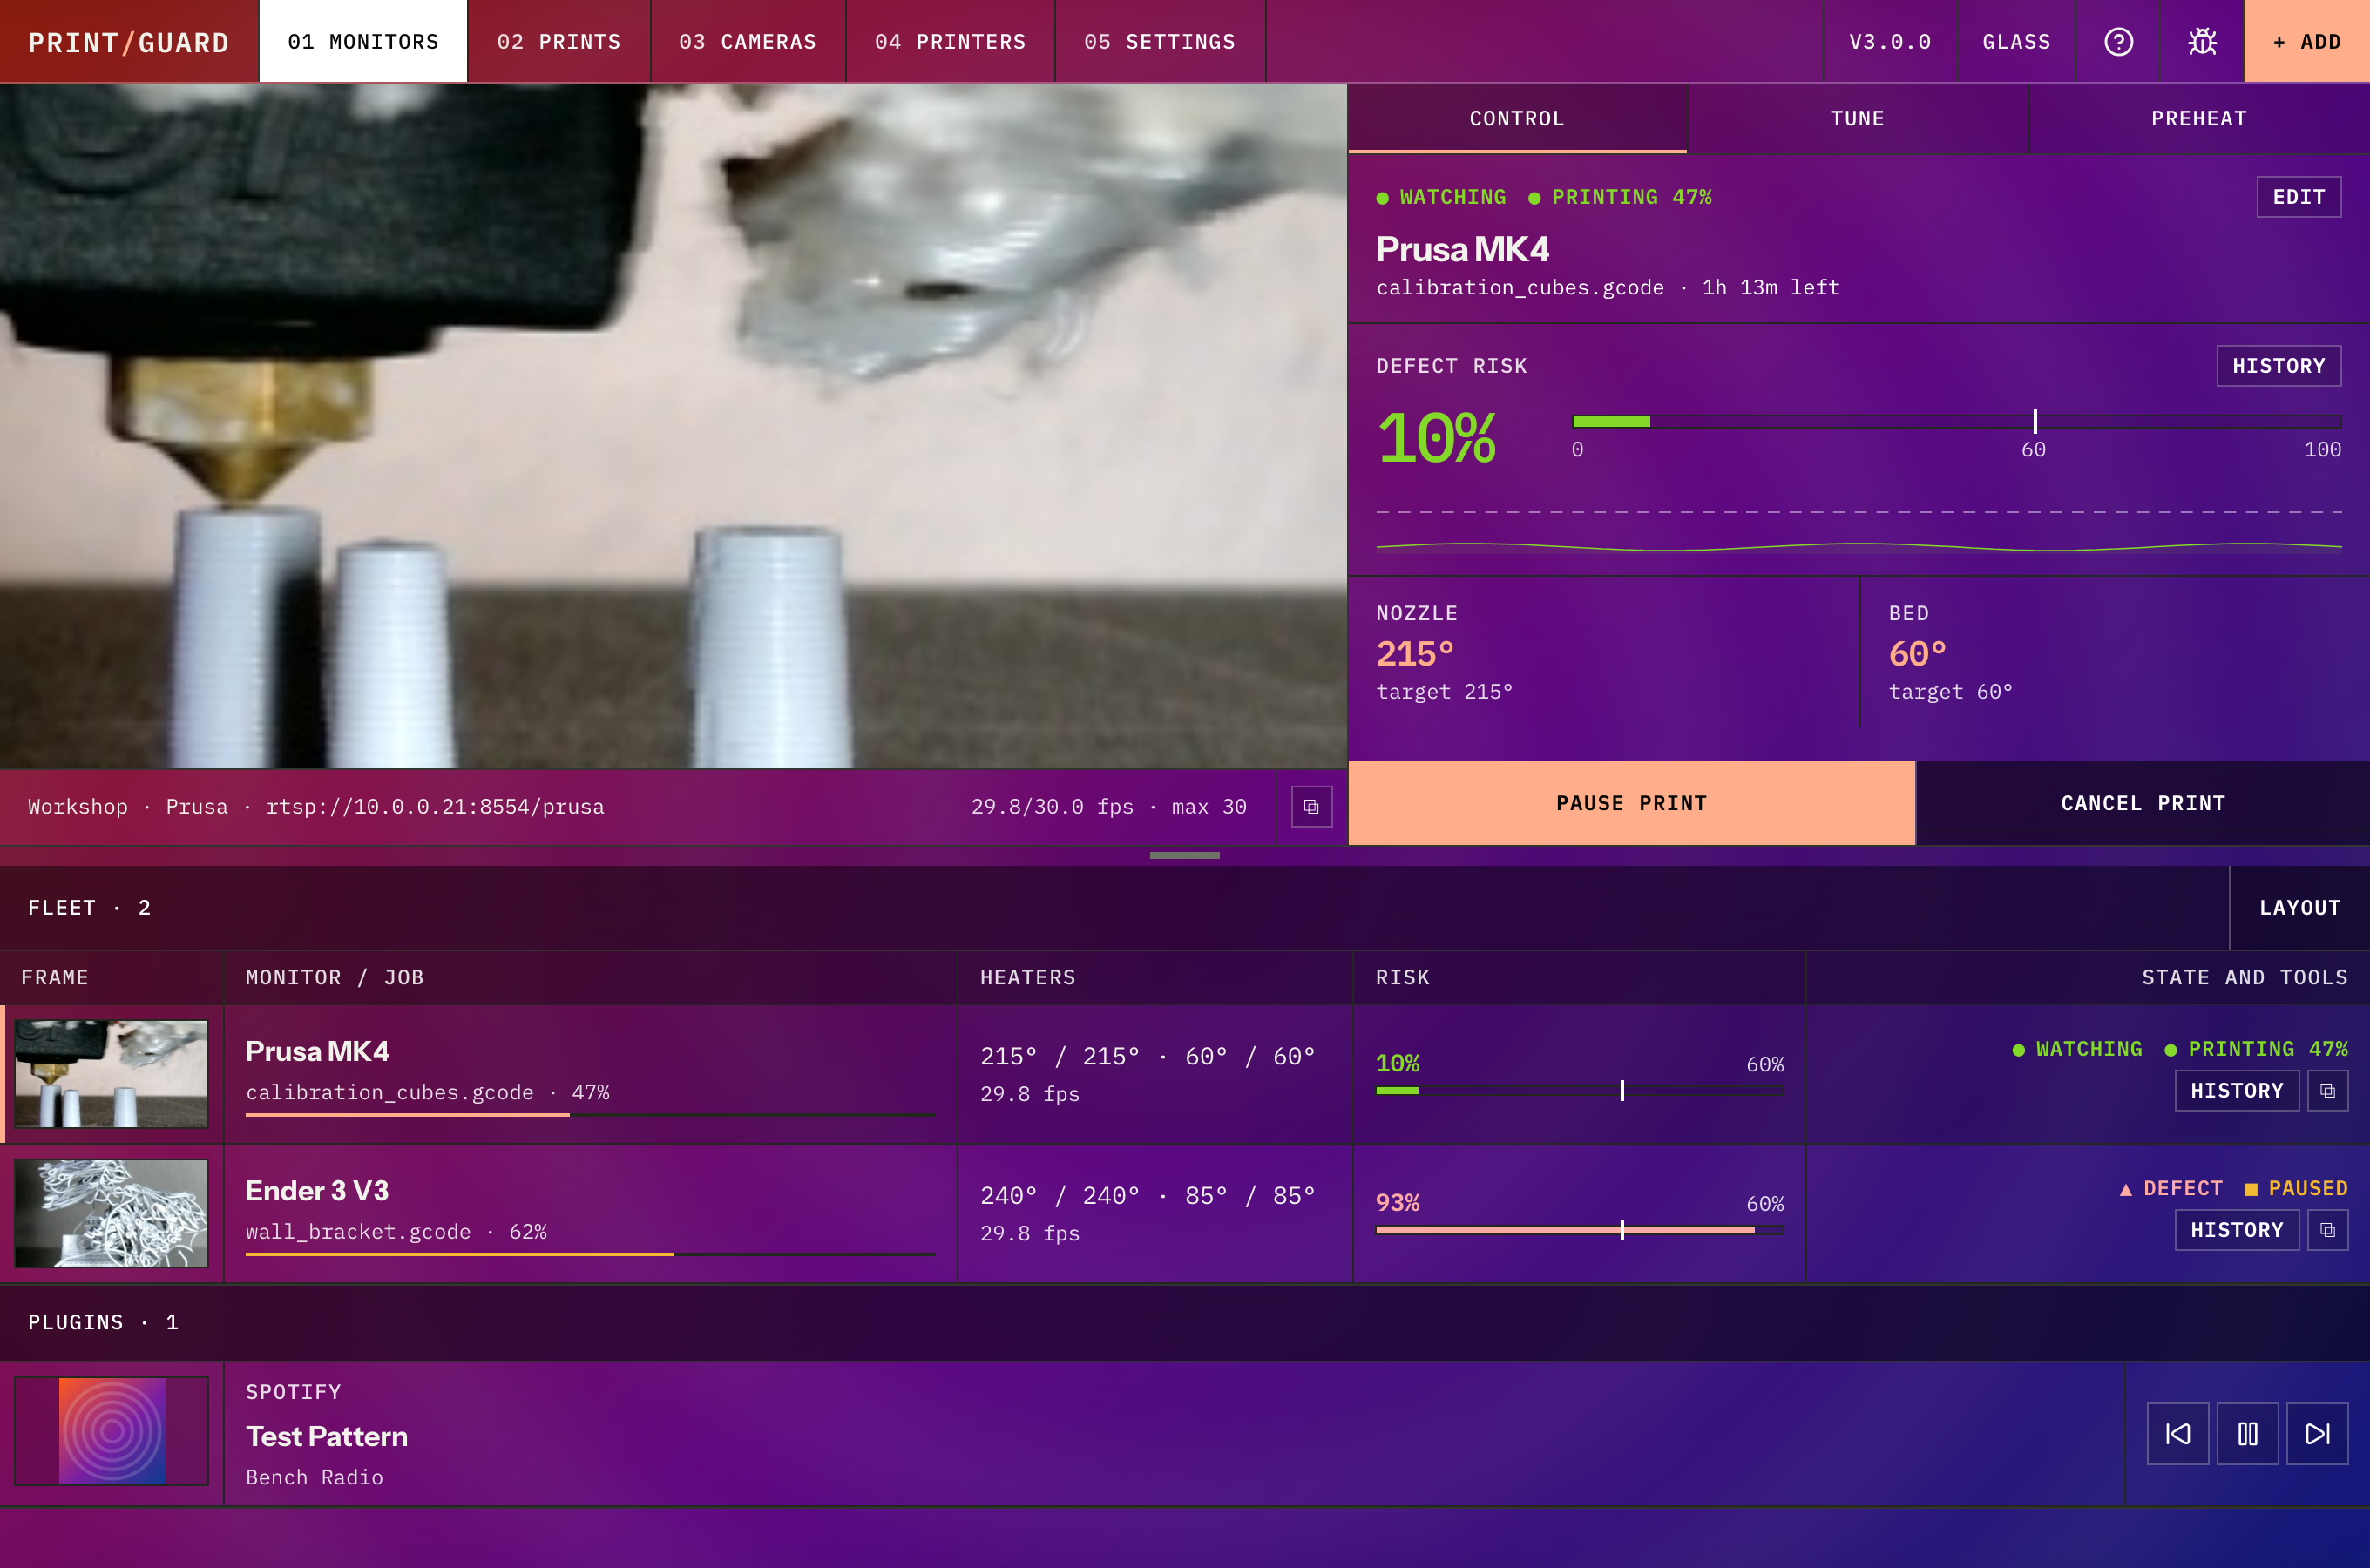 PRINT/GUARD
01 MONITORS
02 PRINTS
03 CAMERAS
04 PRINTERS
05 SETTINGS
V3.0.0
GLASS
+ ADD
CONTROL
TUNE
PREHEAT
● WATCHING ● PRINTING 47%
EDIT
Prusa MK4
calibration_cubes.gcode · 1h 13m left
DEFECT RISK
HISTORY
10%
0
60
100
NOZZLE
215°
target 215°
BED
60°
target 60°
Workshop · Prusa · rtsp://10.0.0.21:8554/prusa
29.8/30.0 fps · max 30
PAUSE PRINT
CANCEL PRINT
FLEET · 2
LAYOUT
FRAME
MONITOR / JOB
HEATERS
RISK
STATE AND TOOLS
Prusa MK4
calibration_cubes.gcode · 47%
215° / 215° · 60° / 60°
29.8 fps
10%
60%
● WATCHING ● PRINTING 47%
HISTORY
Ender 3 V3
wall_bracket.gcode · 62%
240° / 240° · 85° / 85°
29.8 fps
93%
60%
▲ DEFECT ■ PAUSED
HISTORY
PLUGINS · 1
SPOTIFY
Test Pattern
Bench Radio